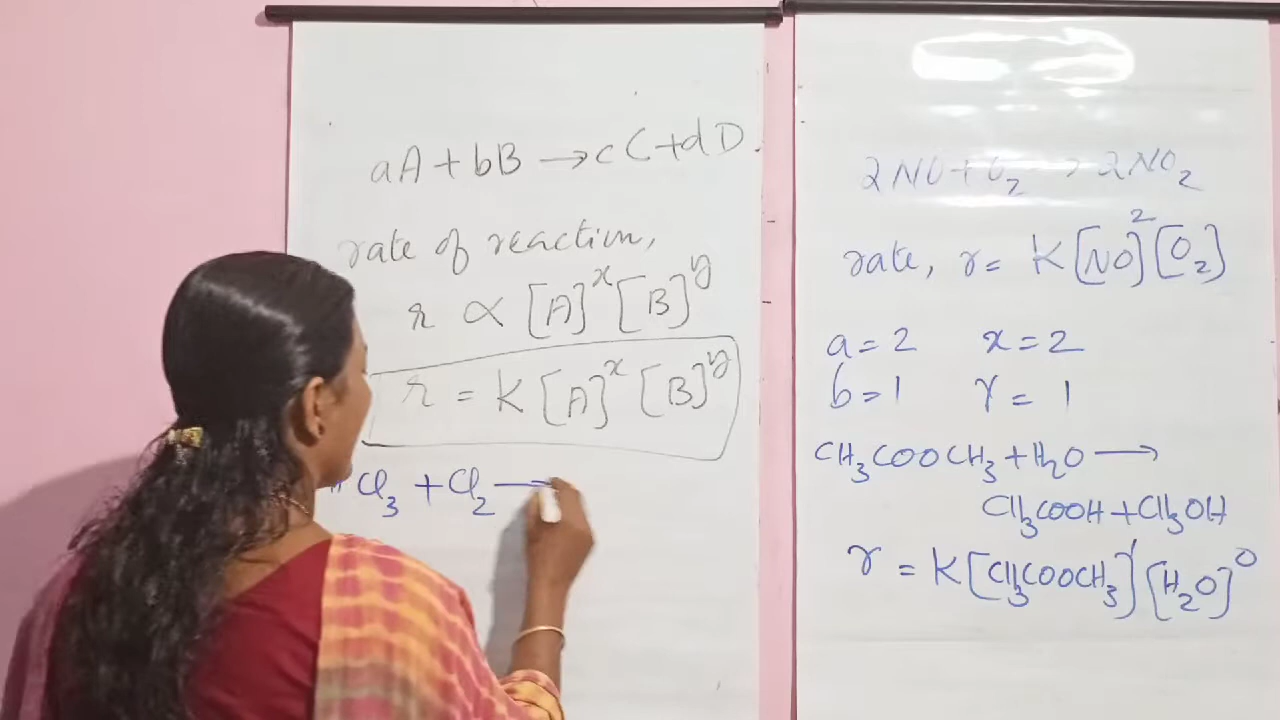 aA + bB → cC + dD
rate of reaction,
r ∝ [A]^x [B]^y
r = K [A]^x [B]^y
Cl₃ + Cl₂ →
2NO + O₂ → 2NO₂
rate, r = K [NO]² [O₂]
a = 2 x = 2
b = 1 Y = 1
CH₃COOCH₃ + H₂O →
CH₃COOH + CH₃OH
r = K [CH₃COOCH₃]¹ [H₂O]⁰